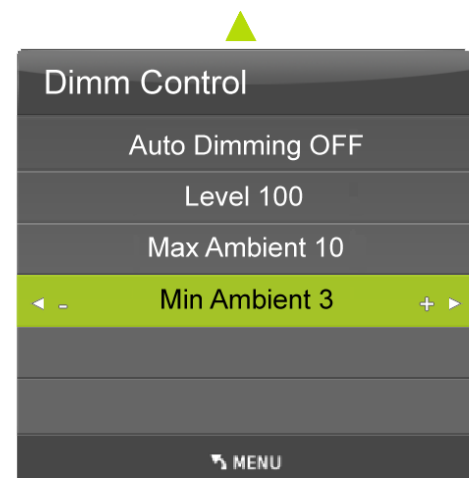 Dimm Control
Auto Dimming OFF
Level 100
Max Ambient 10
- Min Ambient 3 +
MENU